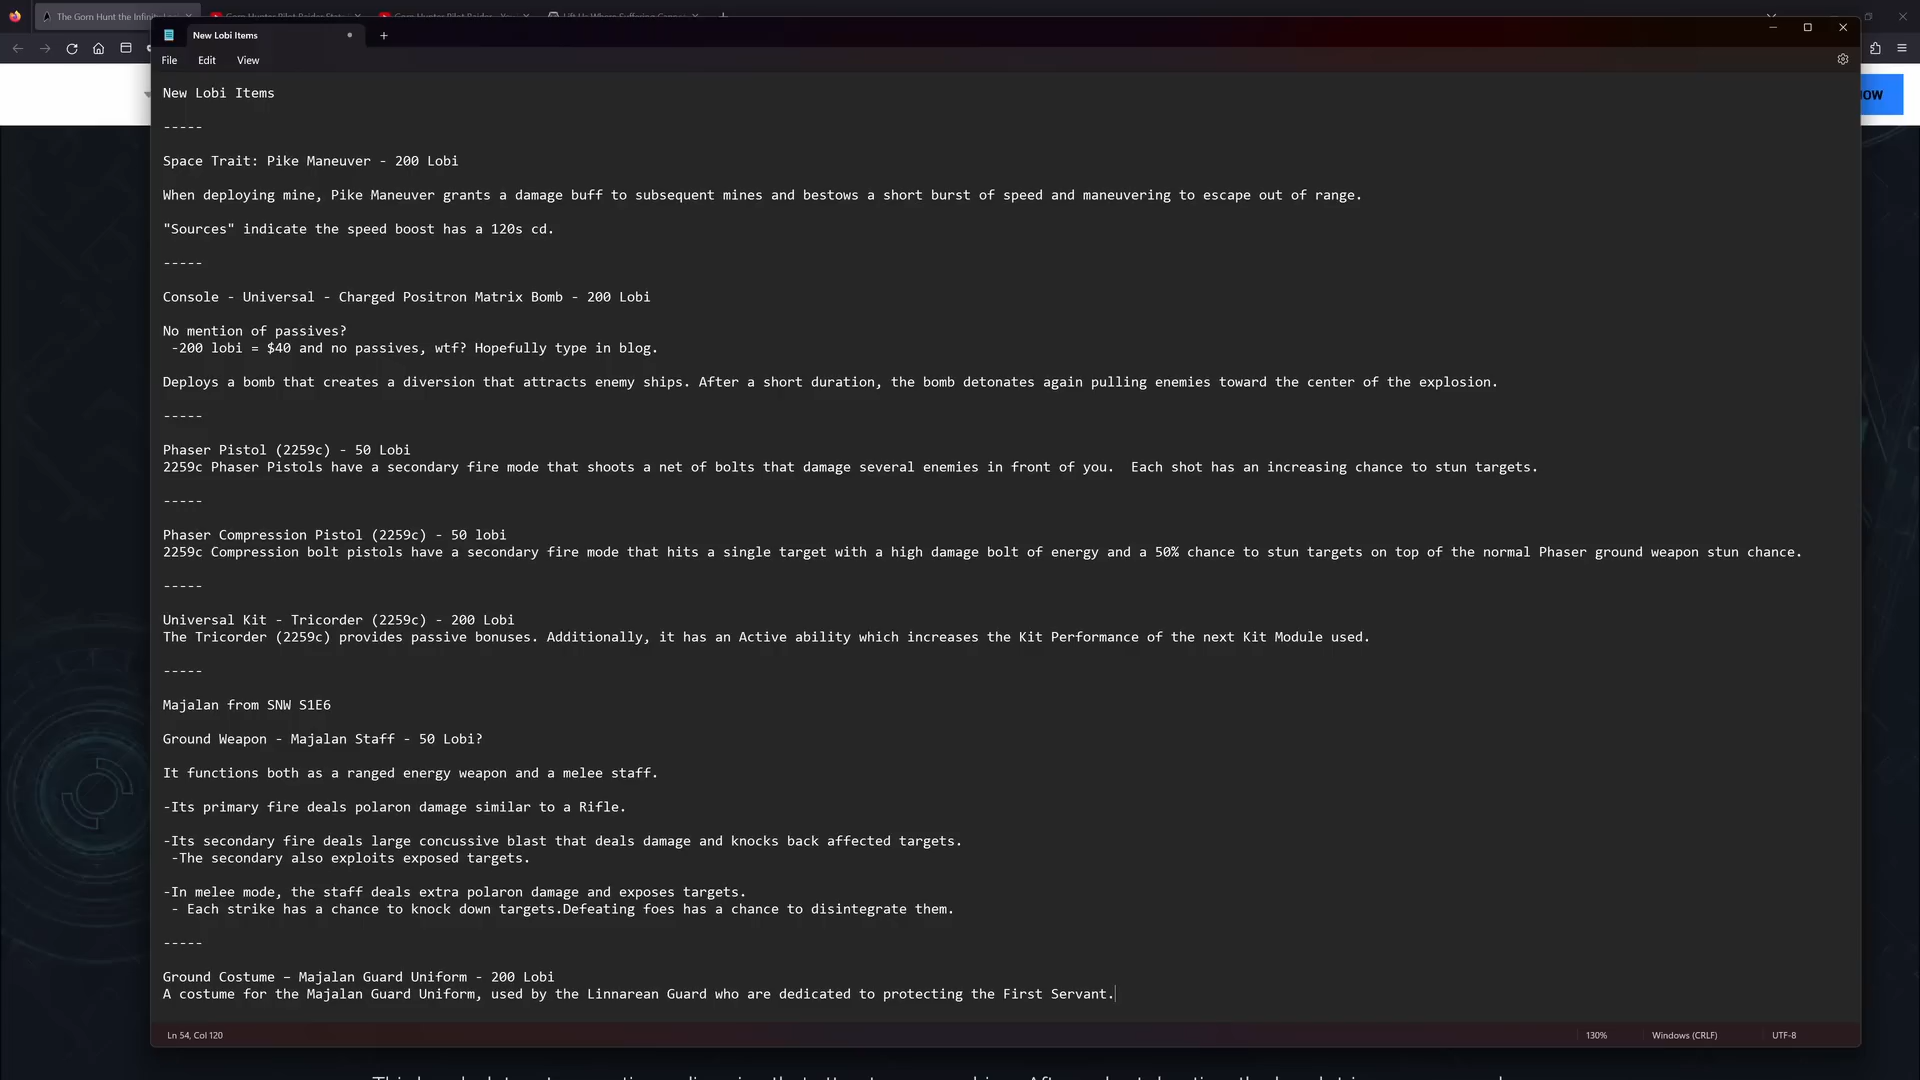 The Gorn Hunt the Infinity
New Lobi Items
File Edit View
New Lobi Items
-----
Space Trait: Pike Maneuver - 200 Lobi
When deploying mine, Pike Maneuver grants a damage buff to subsequent mines and bestows a short burst of speed and maneuvering to escape out of range.
"Sources" indicate the speed boost has a 120s cd.
-----
Console - Universal - Charged Positron Matrix Bomb - 200 Lobi
No mention of passives?
-200 lobi = $40 and no passives, wtf? Hopefully type in blog.
Deploys a bomb that creates a diversion that attracts enemy ships. After a short duration, the bomb detonates again pulling enemies toward the center of the explosion.
-----
Phaser Pistol (2259c) - 50 Lobi
2259c Phaser Pistols have a secondary fire mode that shoots a net of bolts that damage several enemies in front of you.  Each shot has an increasing chance to stun targets.
-----
Phaser Compression Pistol (2259c) - 50 lobi
2259c Compression bolt pistols have a secondary fire mode that hits a single target with a high damage bolt of energy and a 50% chance to stun targets on top of the normal Phaser ground weapon stun chance.
-----
Universal Kit - Tricorder (2259c) - 200 Lobi
The Tricorder (2259c) provides passive bonuses. Additionally, it has an Active ability which increases the Kit Performance of the next Kit Module used.
-----
Majalan from SNW S1E6
Ground Weapon - Majalan Staff - 50 Lobi?
It functions both as a ranged energy weapon and a melee staff.
-Its primary fire deals polaron damage similar to a Rifle.
-Its secondary fire deals large concussive blast that deals damage and knocks back affected targets.
-The secondary also exploits exposed targets.
-In melee mode, the staff deals extra polaron damage and exposes targets.
- Each strike has a chance to knock down targets.Defeating foes has a chance to disintegrate them.
-----
Ground Costume – Majalan Guard Uniform - 200 Lobi
A costume for the Majalan Guard Uniform, used by the Linnarean Guard who are dedicated to protecting the First Servant.
Ln 54, Col 120
130%
Windows (CRLF)
UTF-8